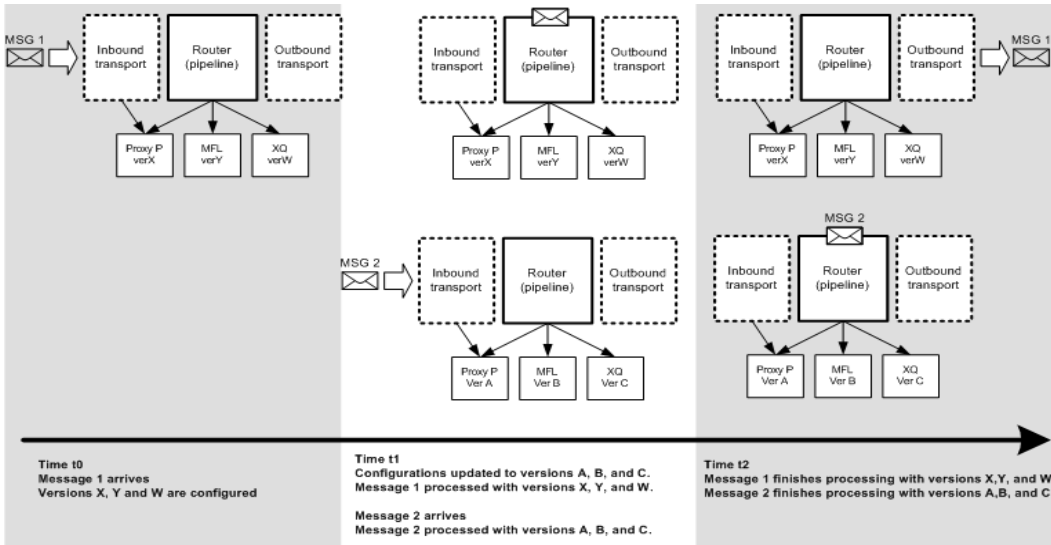 MSG 1
Inbound
transport
Router
(pipeline)
Outbound
transport
Proxy P
verX
MFL
verY
XQ
verW
Inbound
transport
Router
(pipeline)
Outbound
transport
Proxy P
verX
MFL
verY
XQ
verW
MSG 2
Inbound
transport
Router
(pipeline)
Outbound
transport
Proxy P
Ver A
MFL
Ver B
XQ
Ver C
Inbound
transport
Router
(pipeline)
Outbound
transport
MSG 1
Proxy P
verX
MFL
verY
XQ
verW
MSG 2
Inbound
transport
Router
(pipeline)
Outbound
transport
Proxy P
Ver A
MFL
Ver B
XQ
Ver C
Time t0
Message 1 arrives
Versions X, Y and W are configured
Time t1
Configurations updated to versions A, B, and C.
Message 1 processed with versions X, Y, and W.
Message 2 arrives
Message 2 processed with versions A, B, and C.
Time t2
Message 1 finishes processing with versions X,Y, and W
Message 2 finishes processing with versions A,B, and C